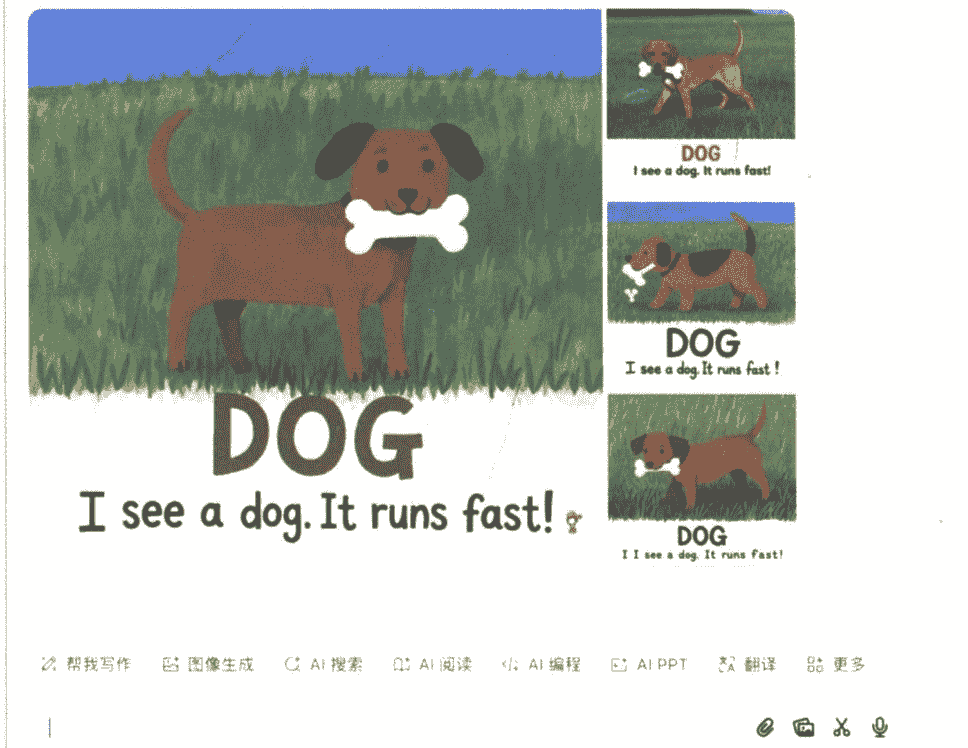 DOG
I see a dog. It runs fast!
DOG
I see a dog. It runs fast!
DOG
I see a dog. It runs fast !
DOG
I I see a dog. It runs fast!
帮我写作 图像生成 AI 搜索 AI 阅读 AI 编程 AI PPT 翻译 更多